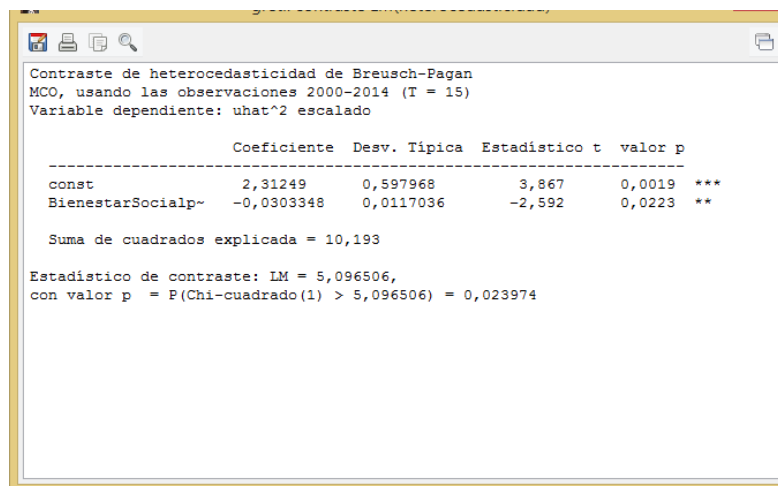 Contraste de heterocedasticidad de Breusch-Pagan
MCO, usando las observaciones 2000-2014 (T = 15)
Variable dependiente: uhat^2 escalado
Coeficiente Desv. Típica Estadístico t valor p
const 2,31249 0,597968 3,867 0,0019 ***
BienestarSocialp~ -0,0303348 0,0117036 -2,592 0,0223 **
Suma de cuadrados explicada = 10,193
Estadístico de contraste: LM = 5,096506,
con valor p = P(Chi-cuadrado(1) > 5,096506) = 0,023974